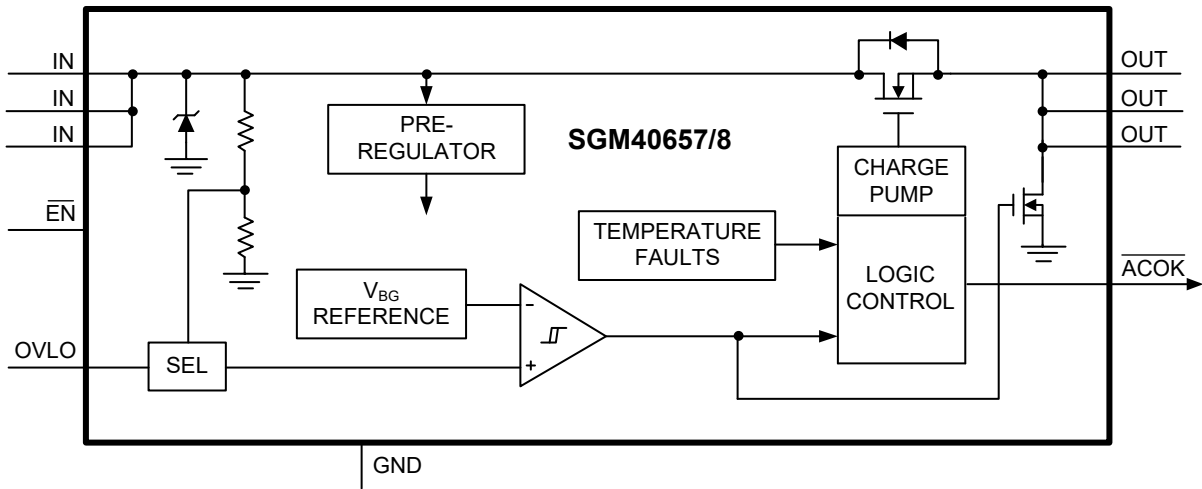 IN
IN
IN
EN
OVLO
PRE-
REGULATOR
SGM40657/8
CHARGE
PUMP
TEMPERATURE
FAULTS
LOGIC
CONTROL
VBG
REFERENCE
-
+
SEL
OUT
OUT
OUT
ACOK
GND